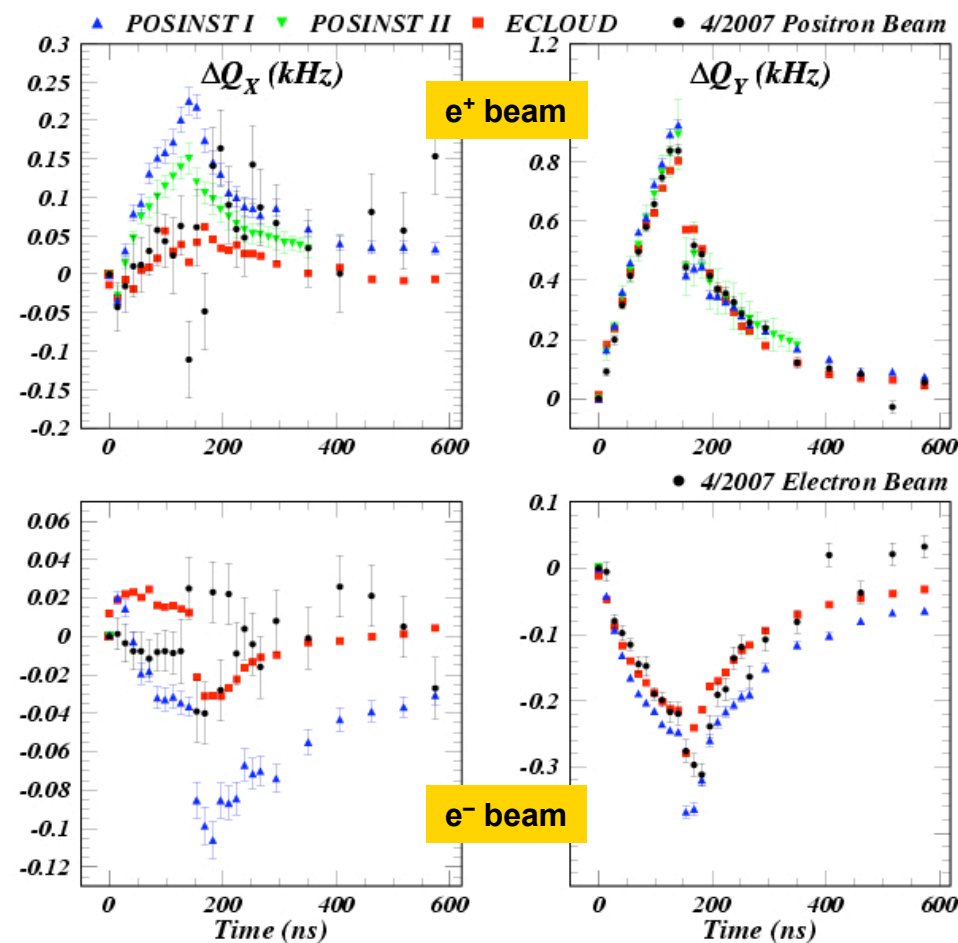 ▲ POSINST I ▼ POSINST II ■ ECLOUD ● 4/2007 Positron Beam
ΔQX (kHz)
0.3
0.25
0.2
0.15
0.1
0.05
0
-0.05
-0.1
-0.15
-0.2
0 200 400 600
e+ beam
ΔQY (kHz)
1.2
1
0.8
0.6
0.4
0.2
0
0 200 400 600
● 4/2007 Electron Beam
0.06
0.04
0.02
0
-0.02
-0.04
-0.06
-0.08
-0.1
-0.12
0 200 400 600
Time (ns)
e– beam
0.1
0
-0.1
-0.2
-0.3
0 200 400 600
Time (ns)